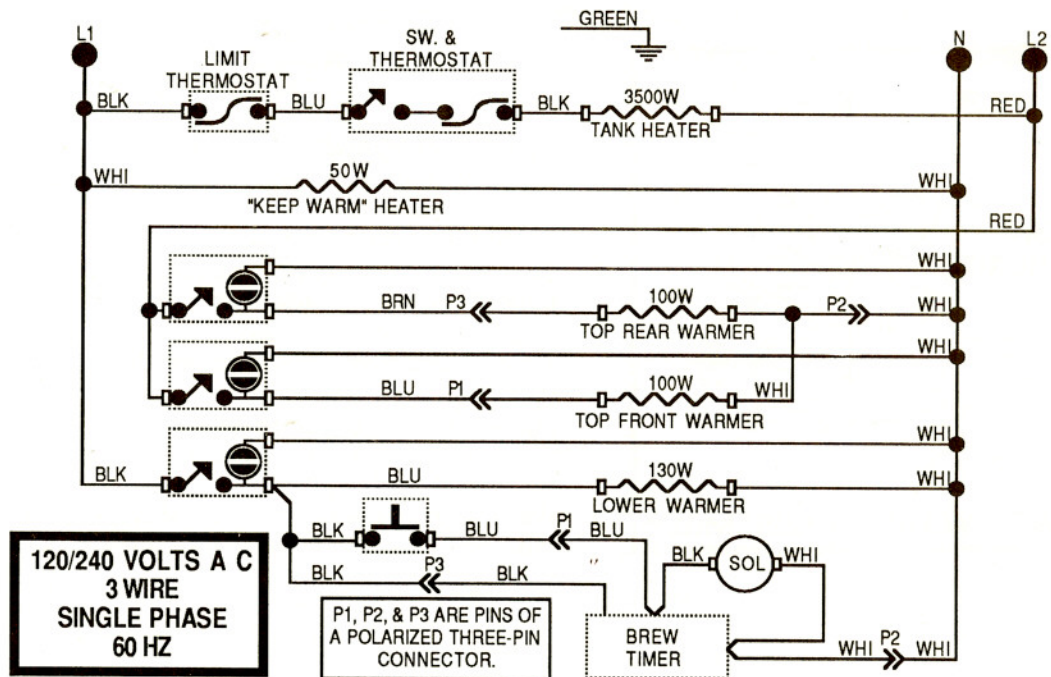 GREEN
L1
N
L2
SW. &
THERMOSTAT
LIMIT
THERMOSTAT
BLK
BLU
BLK
3500W
TANK HEATER
RED
WHI
50W
"KEEP WARM" HEATER
WHI
RED
WHI
BRN
P3
100W
TOP REAR WARMER
P2
WHI
WHI
BLU
P1
100W
TOP FRONT WARMER
WHI
WHI
BLK
BLU
130W
LOWER WARMER
WHI
BLK
BLU
P1
BLU
BLK
SOL
WHI
BLK
P3
BLK
120/240 VOLTS A C
3 WIRE
SINGLE PHASE
60 HZ
P1, P2, & P3 ARE PINS OF
A POLARIZED THREE-PIN
CONNECTOR.
BREW
TIMER
WHI
P2
WHI